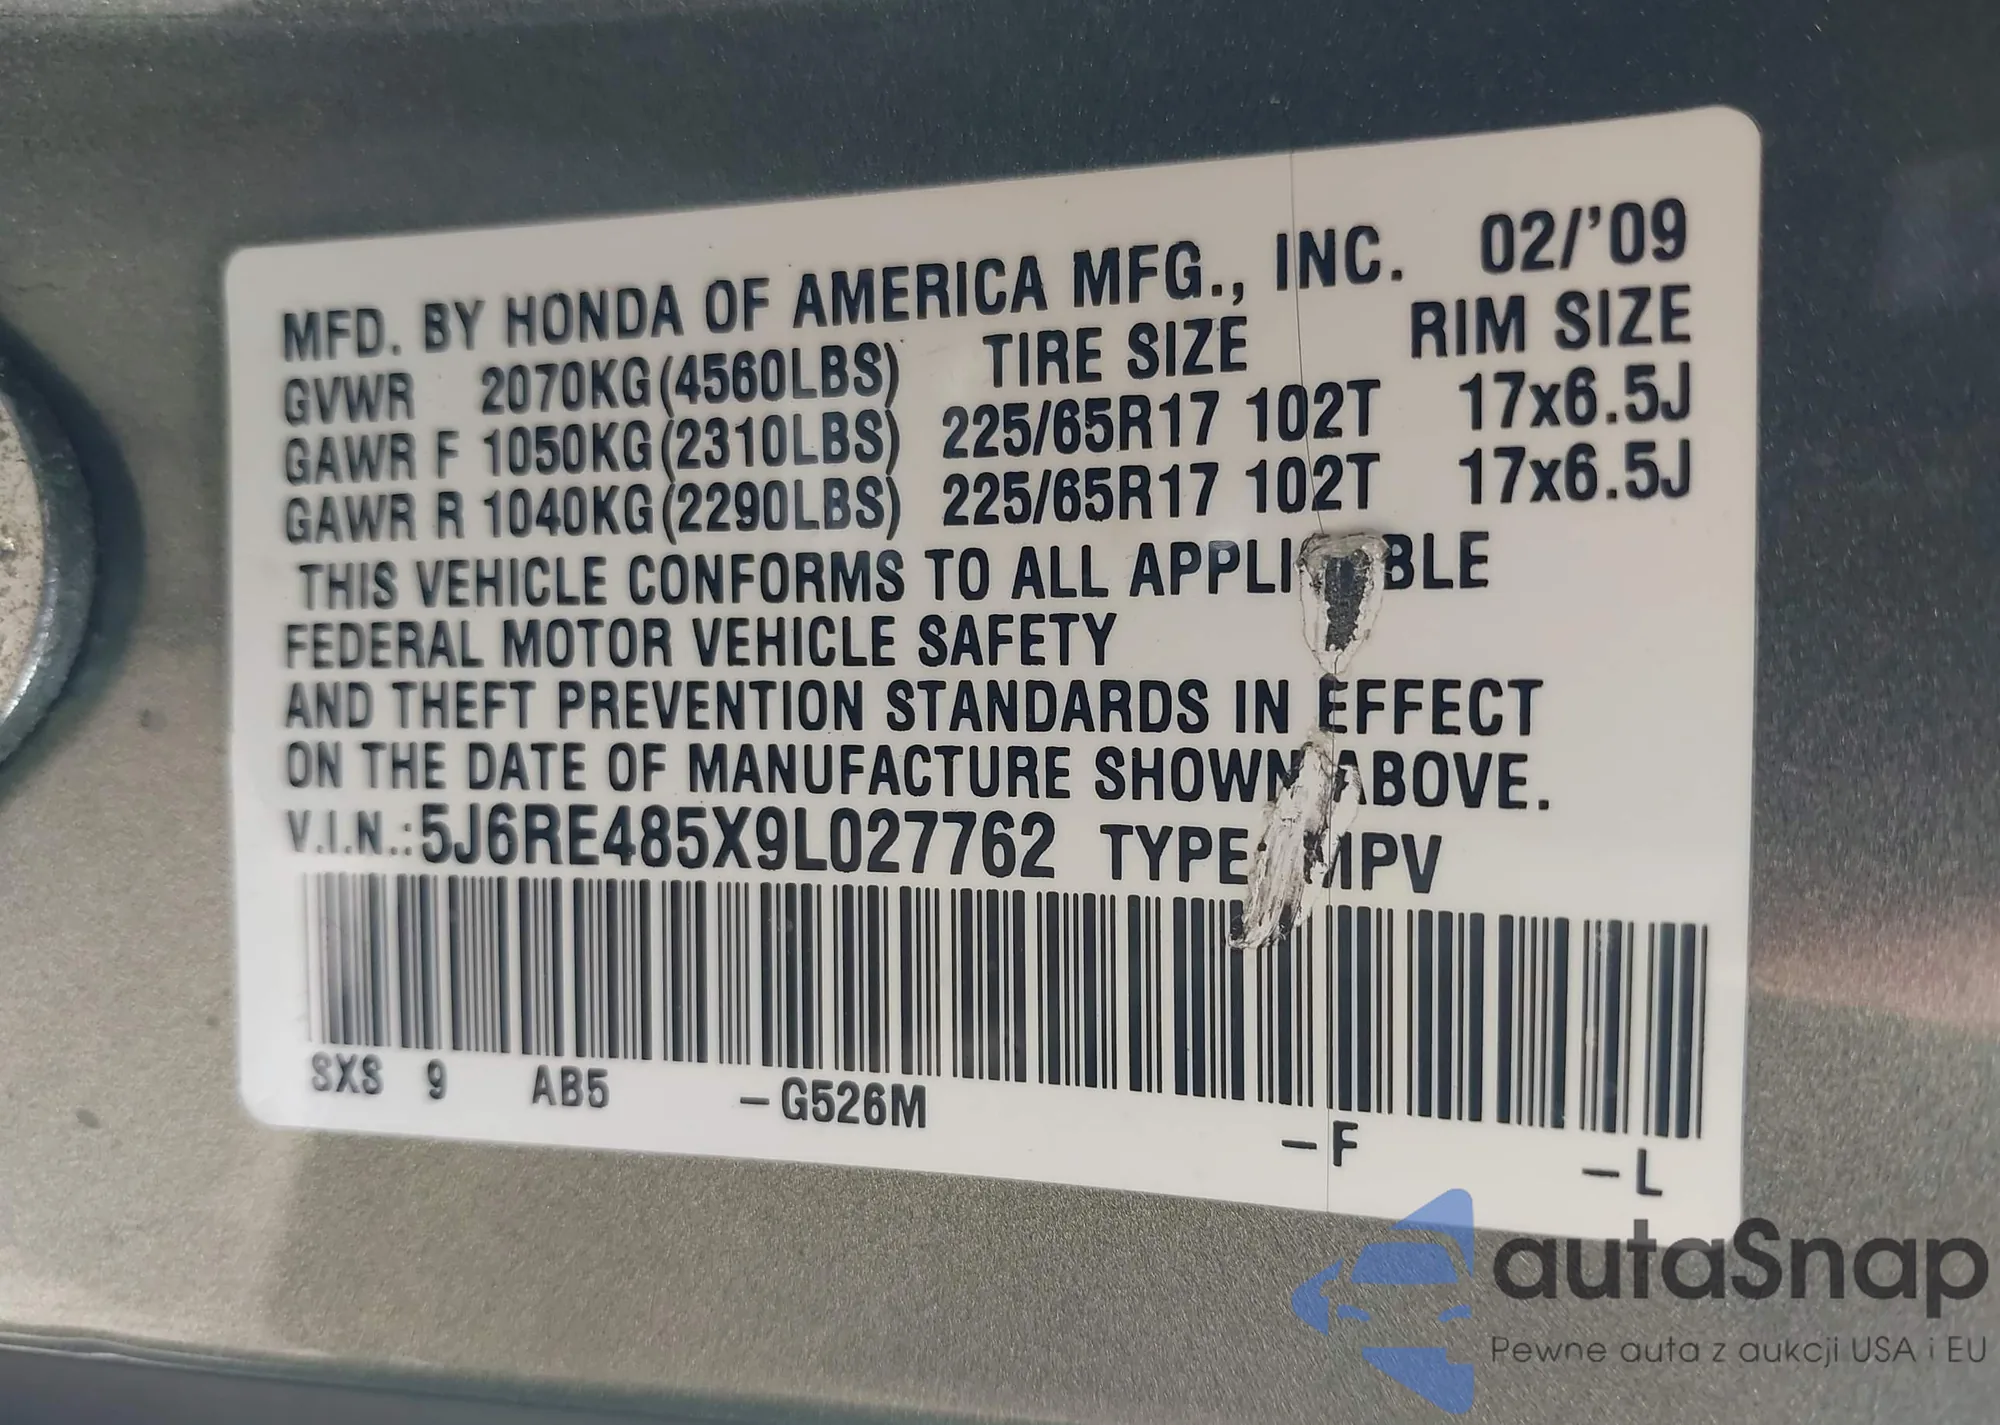 MFD. BY HONDA OF AMERICA MFG., INC. 02/'09
GVWR 2070KG(4560LBS) TIRE SIZE RIM SIZE
GAWR F 1050KG(2310LBS) 225/65R17 102T 17x6.5J
GAWR R 1040KG(2290LBS) 225/65R17 102T 17x6.5J
THIS VEHICLE CONFORMS TO ALL APPLI BLE
FEDERAL MOTOR VEHICLE SAFETY
AND THEFT PREVENTION STANDARDS IN EFFECT
ON THE DATE OF MANUFACTURE SHOWN ABOVE.
V.I.N.:5J6RE485X9L027762 TYPE MPV
SXS 9 AB5 -G526M -F -L
autaSnap
Pewne auta z aukcji USA i EU